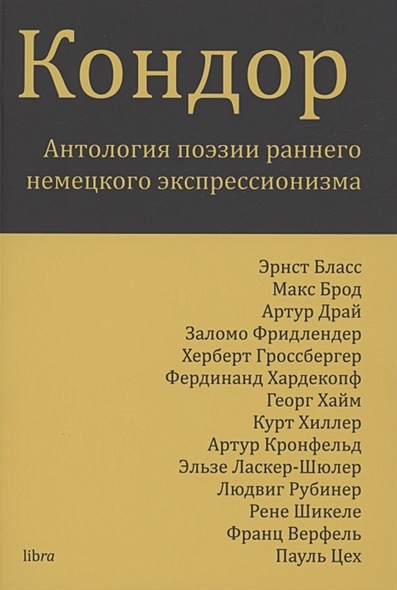 Кондор
Антология поэзии раннего
немецкого экспрессионизма
Эрнст Бласс
Макс Брод
Артур Драй
Заломо Фридлендер
Херберт Гроссбергер
Фердинанд Хардекопф
Георг Хайм
Курт Хиллер
Артур Кронфельд
Эльзе Ласкер-Шюлер
Людвиг Рубинер
Рене Шикеле
Франц Верфель
Пауль Цех
libra